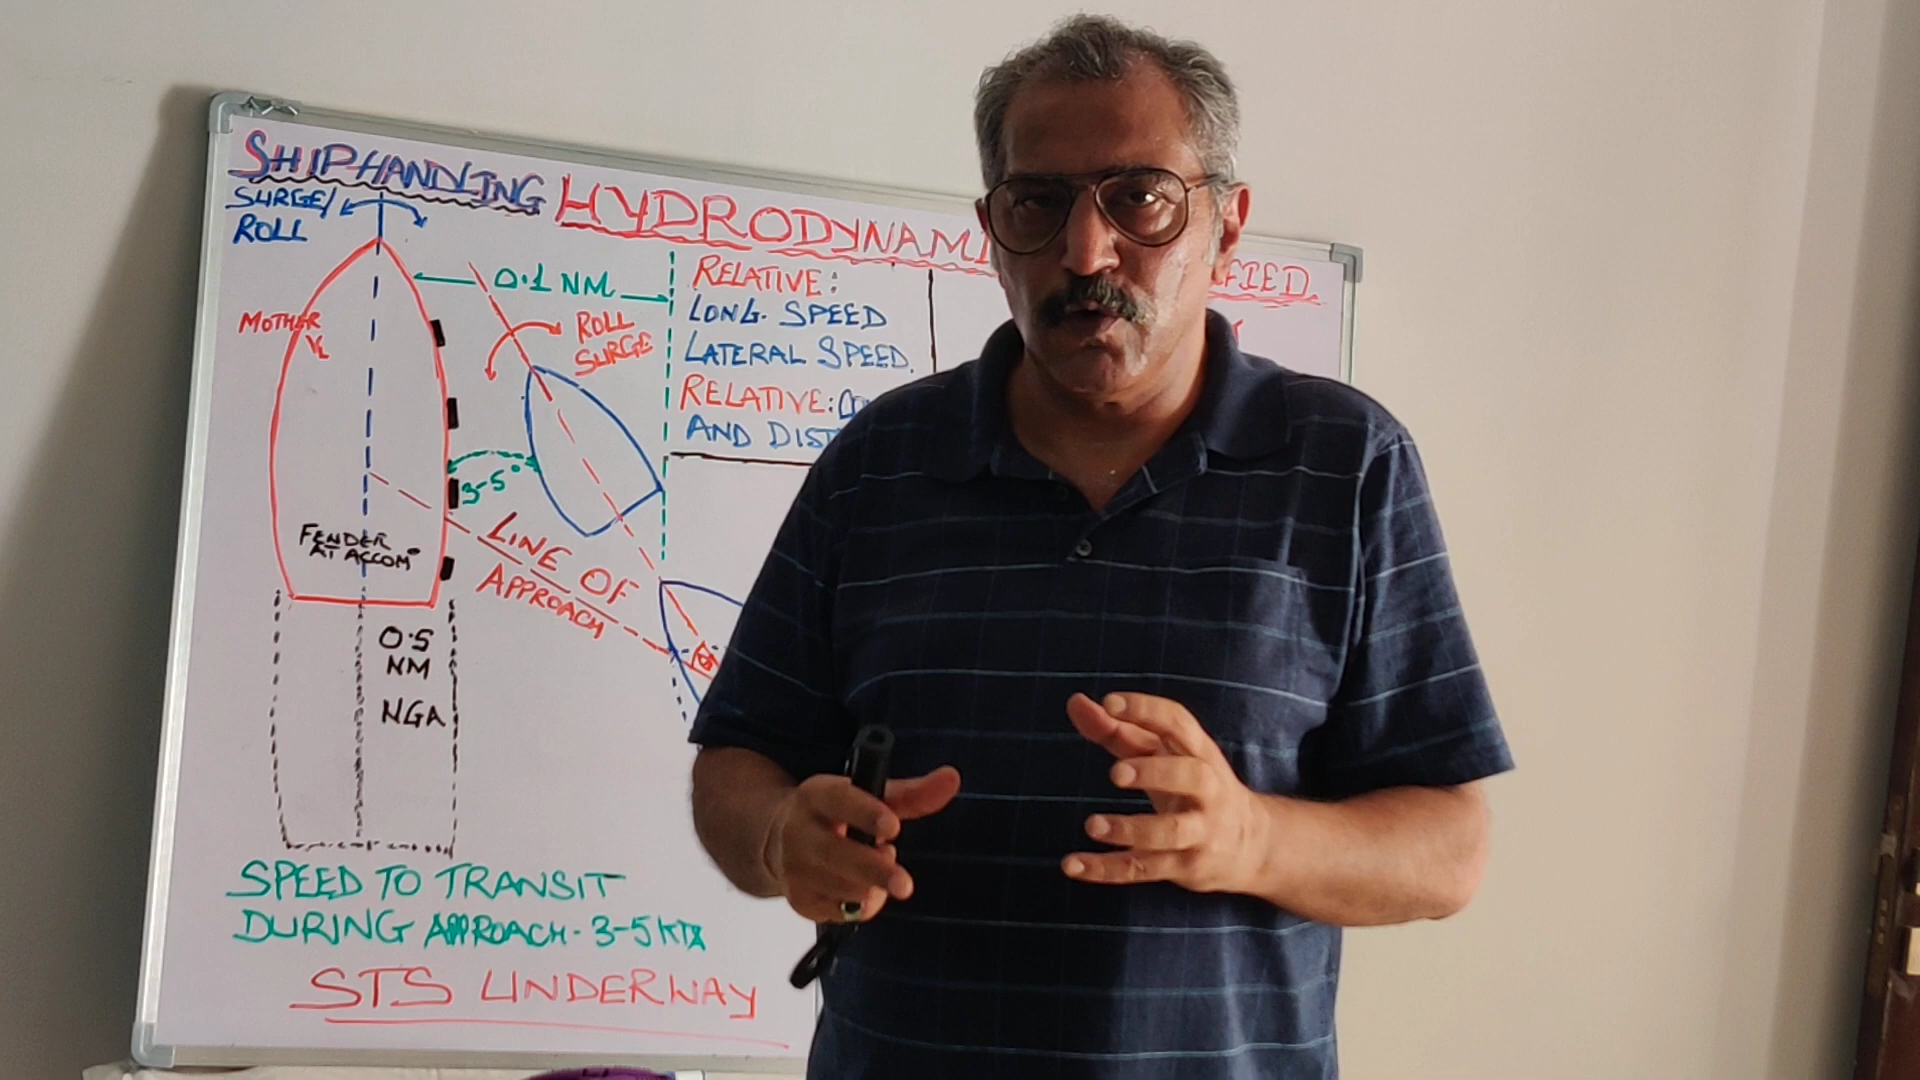 SHIPHANDLING HYDRODYNAMI FIED
SURGE/
ROLL
0.1 NM
RELATIVE:
LONG. SPEED
LATERAL SPEED.
RELATIVE:
AND DIST
MOTHER
VL
ROLL
SURGE
3-5°
FENDER
AT ACCOM°
LINE OF
APPROACH
0.5
NM
NGA
SPEED TO TRANSIT
DURING APPROACH - 3-5 KTS
STS UNDERWAY